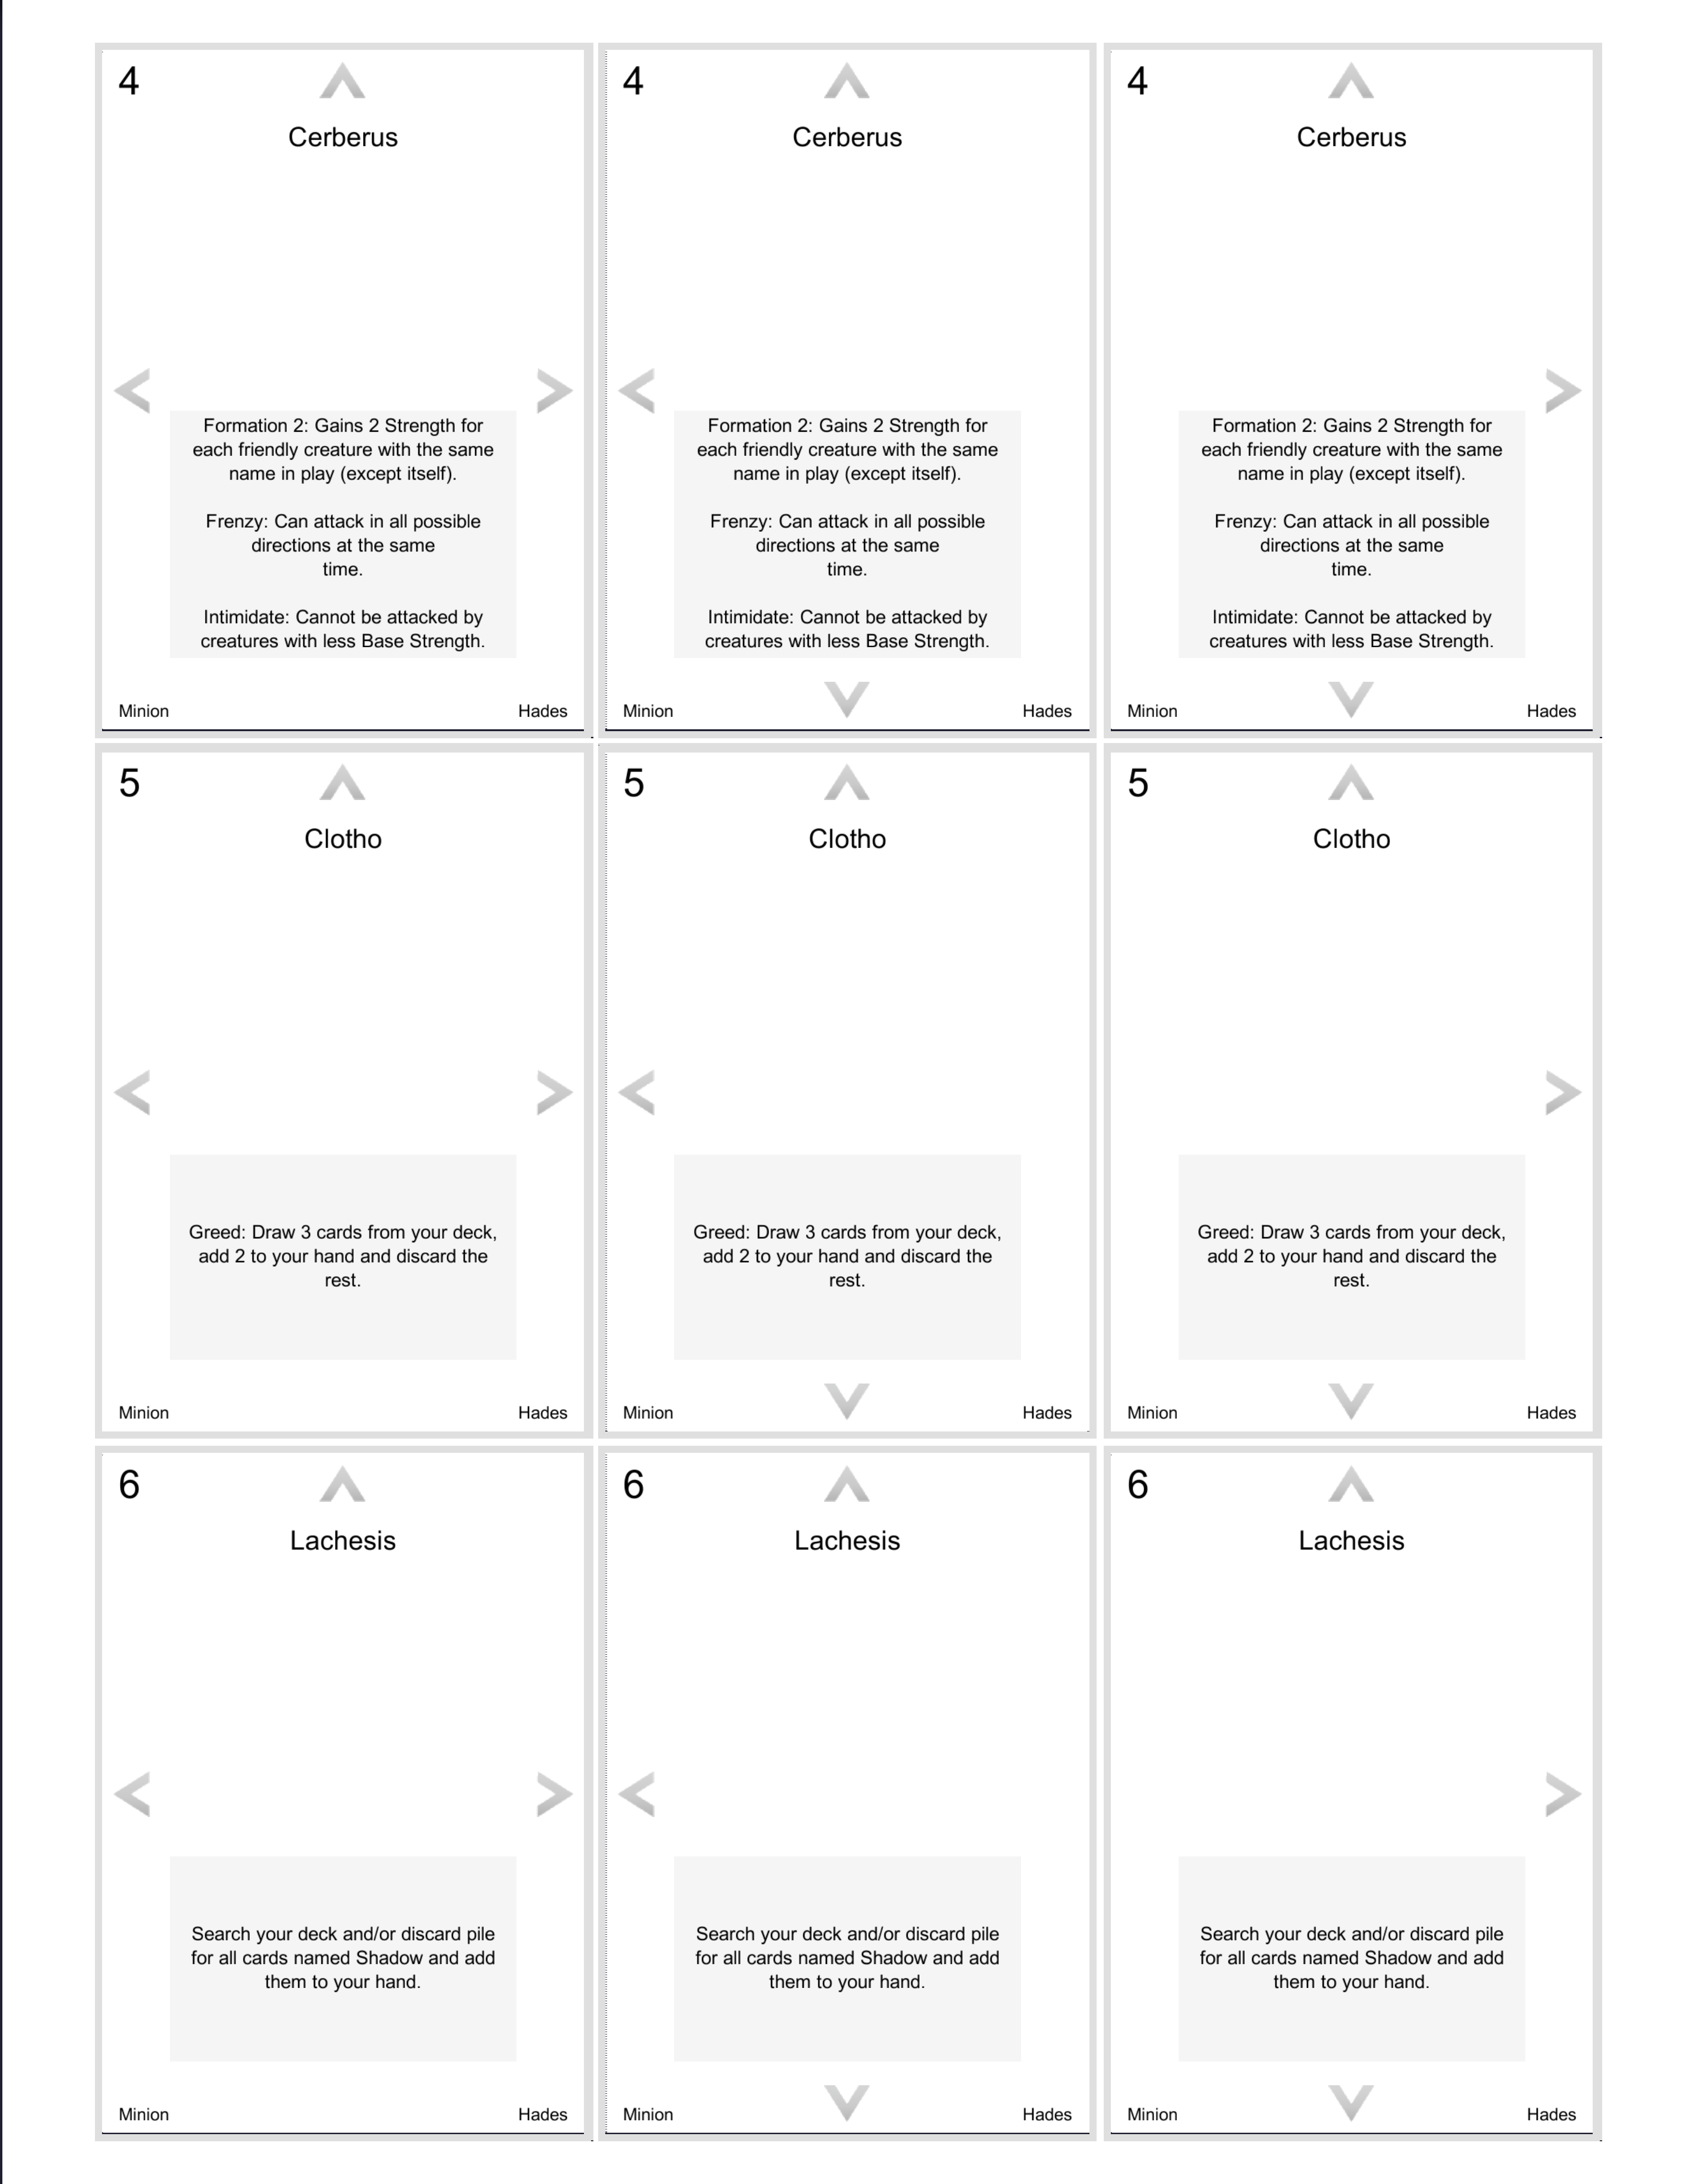 4
Cerberus
Formation 2: Gains 2 Strength for
each friendly creature with the same
name in play (except itself).
Frenzy: Can attack in all possible
directions at the same
time.
Intimidate: Cannot be attacked by
creatures with less Base Strength.
Minion
Hades
4
Cerberus
Formation 2: Gains 2 Strength for
each friendly creature with the same
name in play (except itself).
Frenzy: Can attack in all possible
directions at the same
time.
Intimidate: Cannot be attacked by
creatures with less Base Strength.
Minion
Hades
4
Cerberus
Formation 2: Gains 2 Strength for
each friendly creature with the same
name in play (except itself).
Frenzy: Can attack in all possible
directions at the same
time.
Intimidate: Cannot be attacked by
creatures with less Base Strength.
Minion
Hades
5
Clotho
Greed: Draw 3 cards from your deck,
add 2 to your hand and discard the
rest.
Minion
Hades
5
Clotho
Greed: Draw 3 cards from your deck,
add 2 to your hand and discard the
rest.
Minion
Hades
5
Clotho
Greed: Draw 3 cards from your deck,
add 2 to your hand and discard the
rest.
Minion
Hades
6
Lachesis
Search your deck and/or discard pile
for all cards named Shadow and add
them to your hand.
Minion
Hades
6
Lachesis
Search your deck and/or discard pile
for all cards named Shadow and add
them to your hand.
Minion
Hades
6
Lachesis
Search your deck and/or discard pile
for all cards named Shadow and add
them to your hand.
Minion
Hades